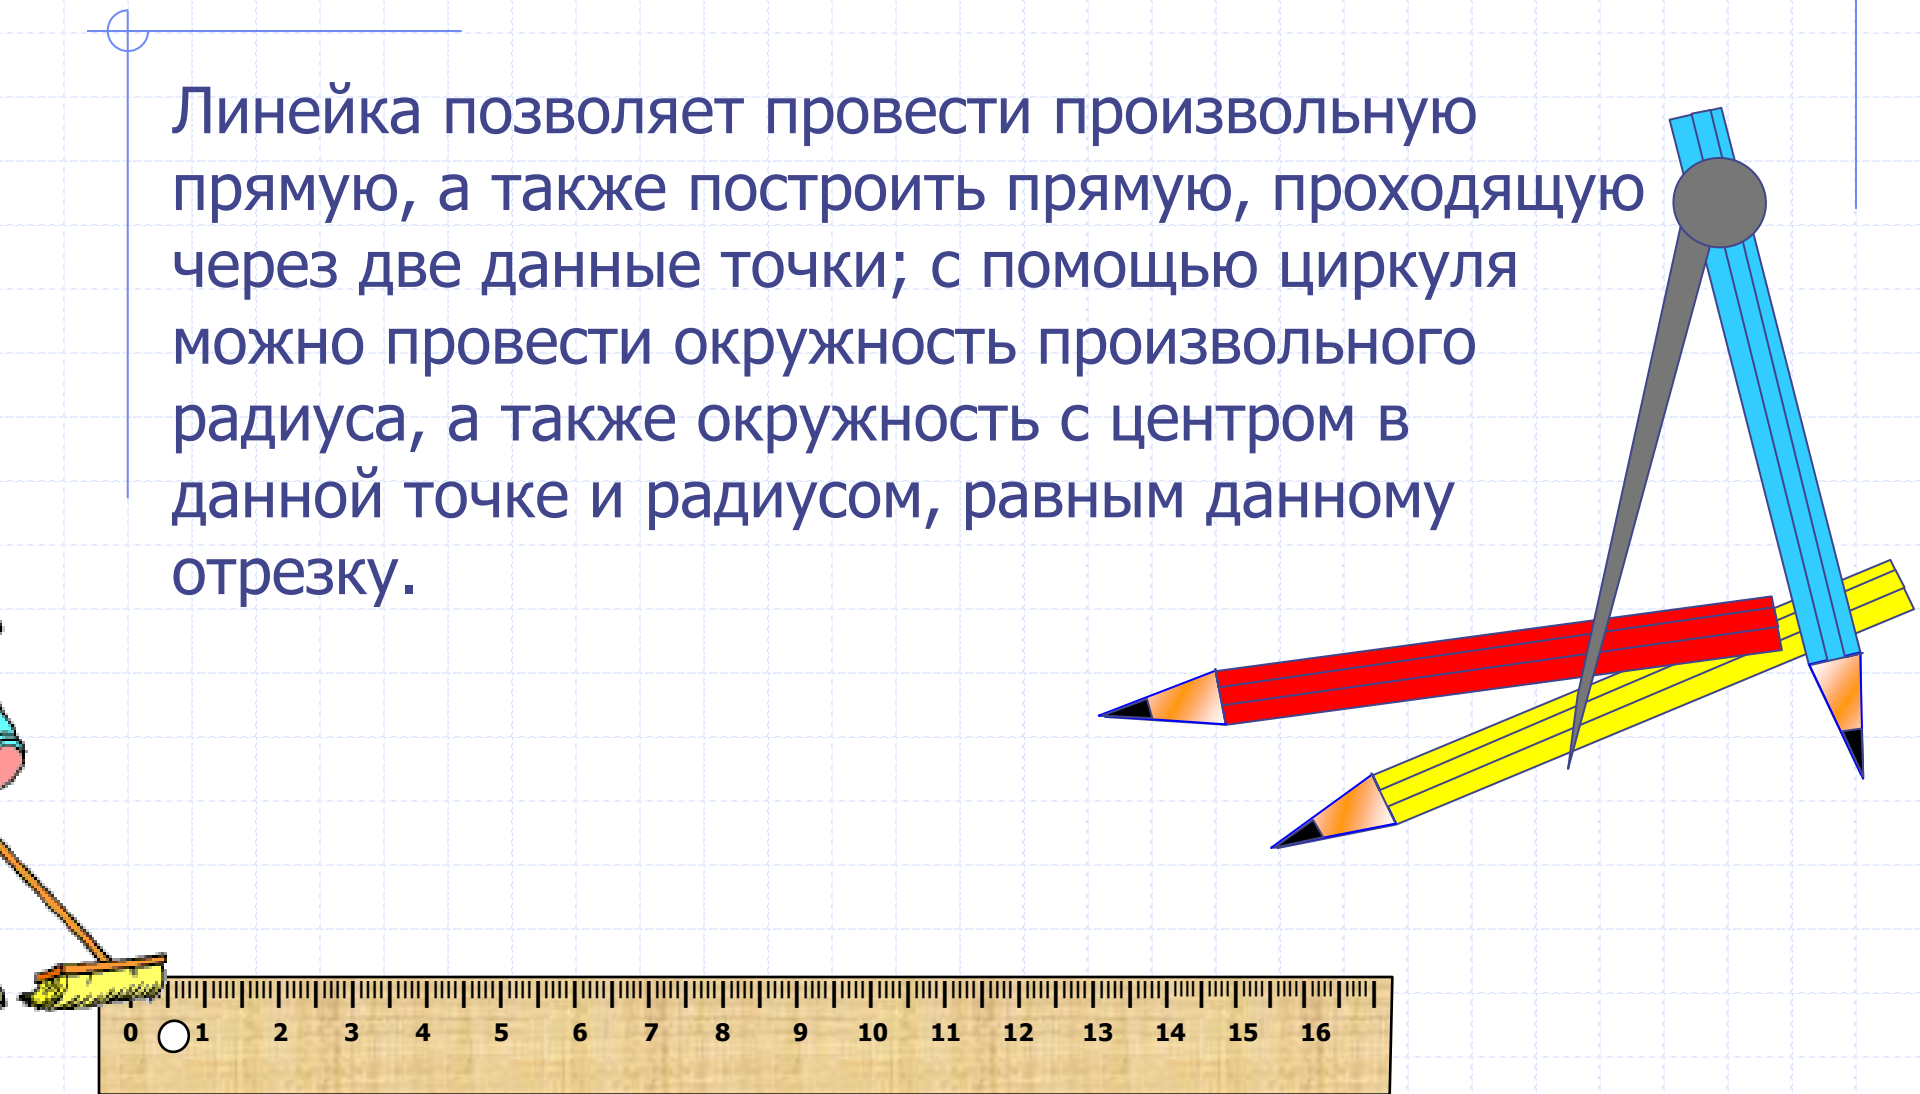 Линейка позволяет провести произвольную
прямую, а также построить прямую, проходящую
через две данные точки; с помощью циркуля
можно провести окружность произвольного
радиуса, а также окружность с центром в
данной точке и радиусом, равным данному
отрезку.
0 1 2 3 4 5 6 7 8 9 10 11 12 13 14 15 16